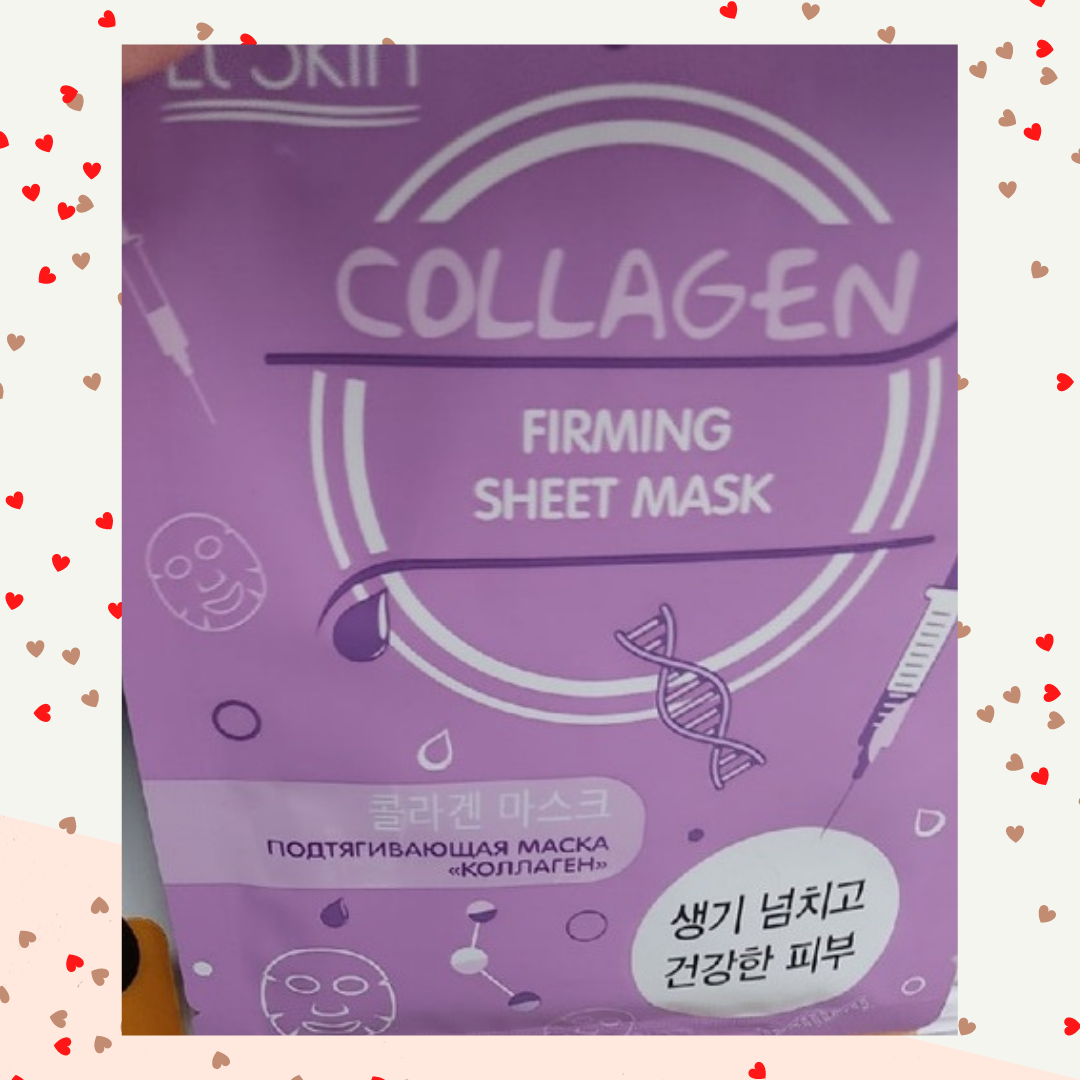 Skin
COLLAGEN
FIRMING
SHEET MASK
콜라겐 마스크
ПОДТЯГИВАЮЩАЯ МАСКА
«КОЛЛАГЕН»
생기 넘치고
건강한 피부